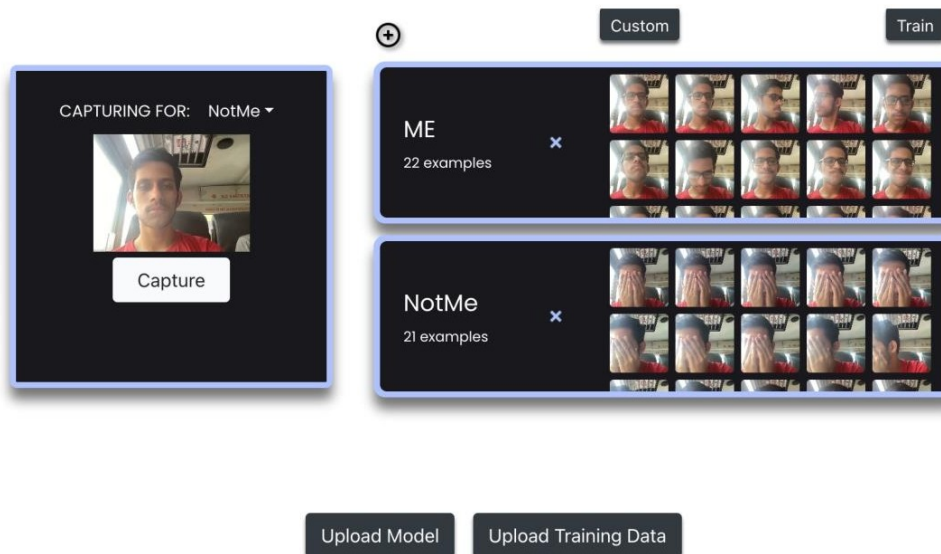 Custom
Train
CAPTURING FOR: NotMe
Capture
ME
22 examples
NotMe
21 examples
Upload Model
Upload Training Data